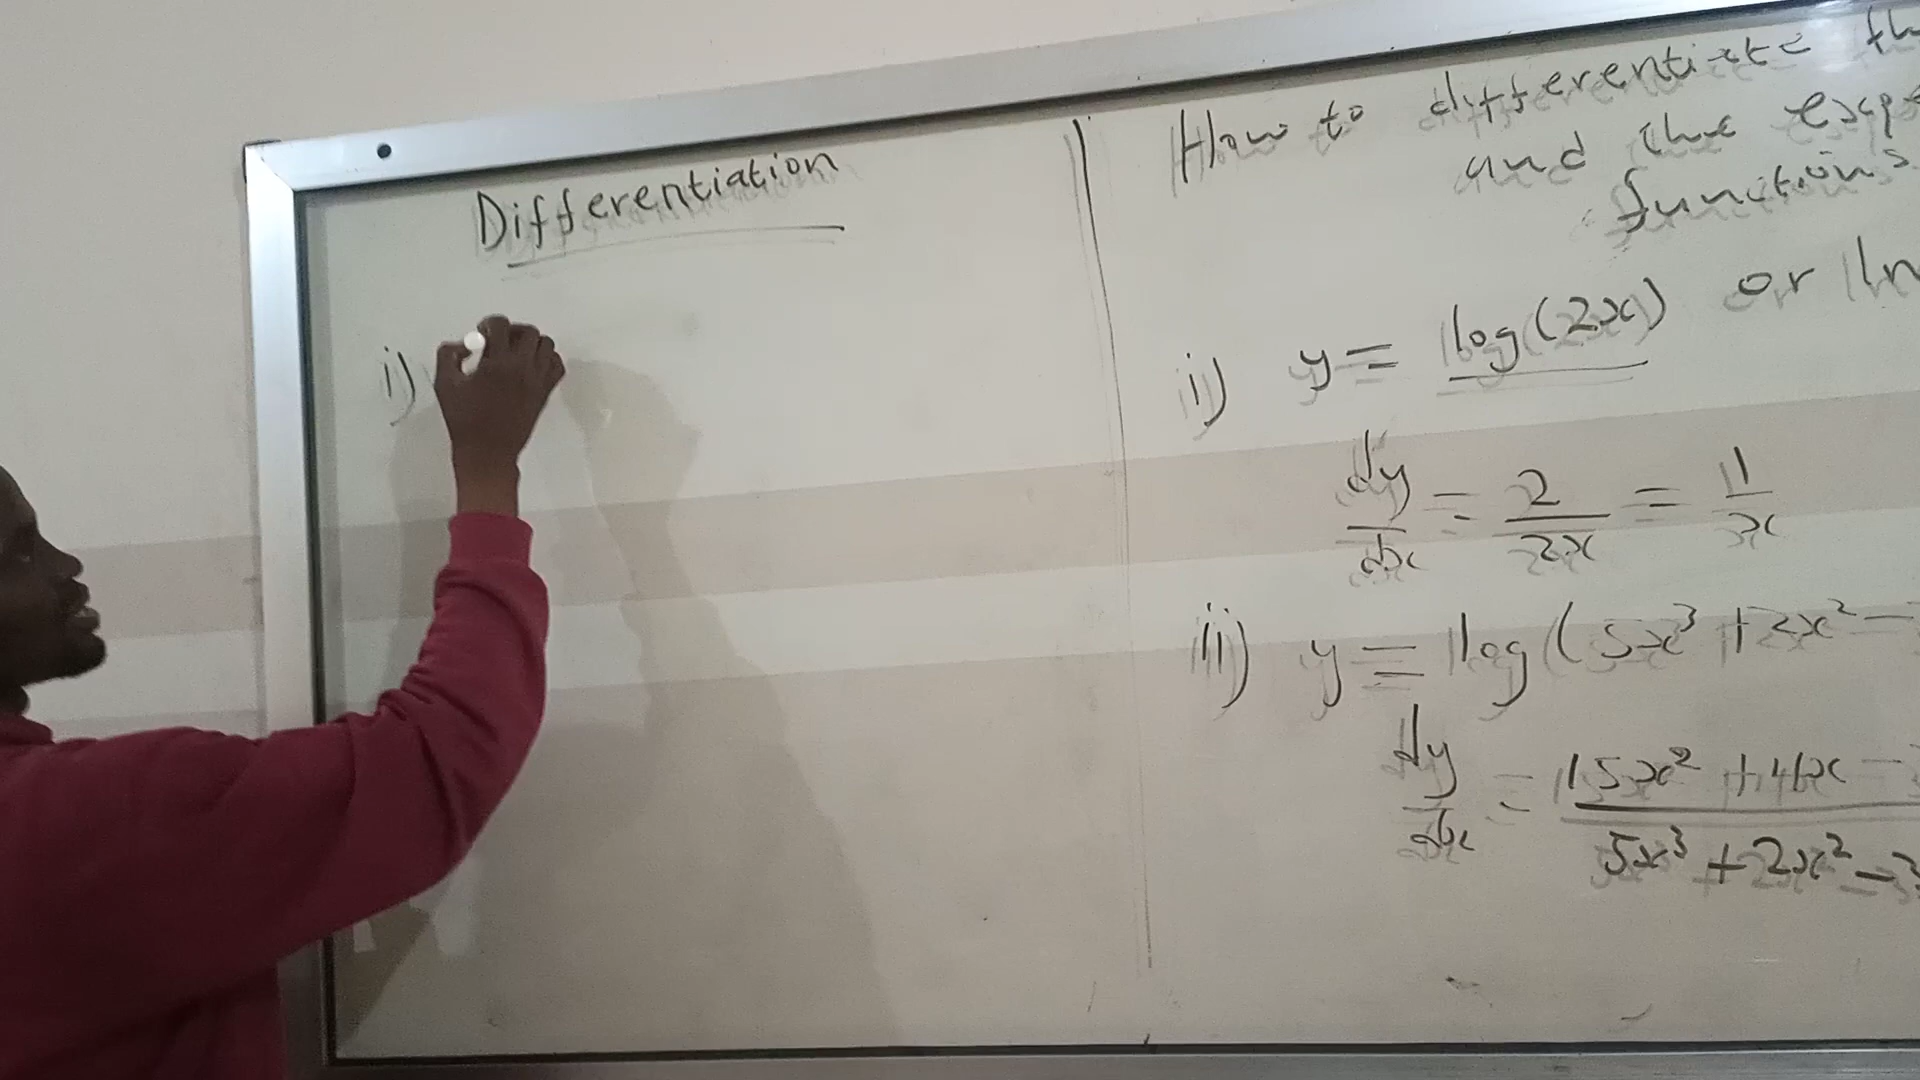 Differentiation
i)
How to differentiate
and the
functions
i) y = log(2x) or ln
dy/dx = 2/2x = 1/x
ii) y = log(5x³ + 2x² -
dy/dx = 15x² + 4x - / 5x³ + 2x² - 3